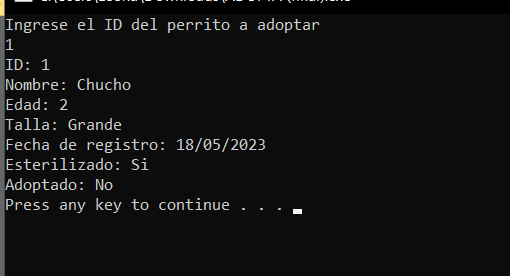 Ingrese el ID del perrito a adoptar
1
ID: 1
Nombre: Chucho
Edad: 2
Talla: Grande
Fecha de registro: 18/05/2023
Esterilizado: Si
Adoptado: No
Press any key to continue . . .